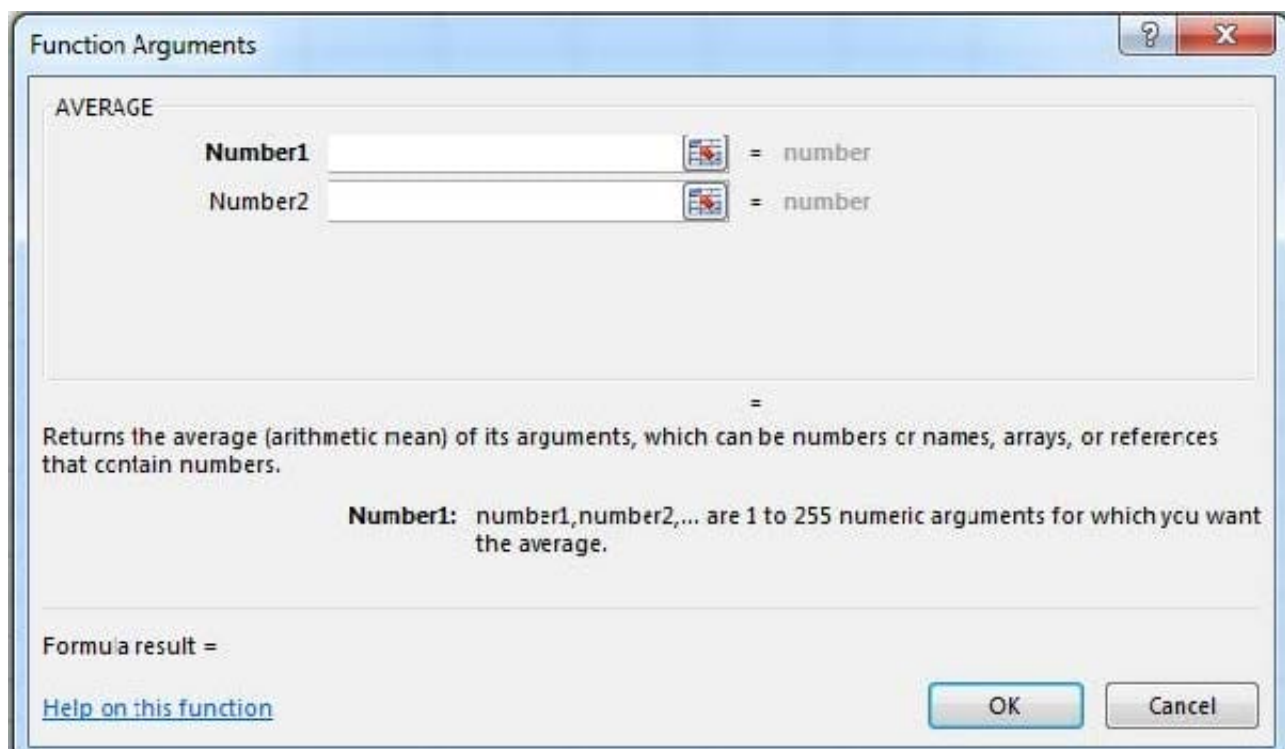 Function Arguments
AVERAGE
Number1 = number
Number2 = number
=
Returns the average (arithmetic mean) of its arguments, which can be numbers or names, arrays, or references
that contain numbers.
Number1: number1,number2,... are 1 to 255 numeric arguments for which you want
the average.
Formula result =
Help on this function
OK Cancel